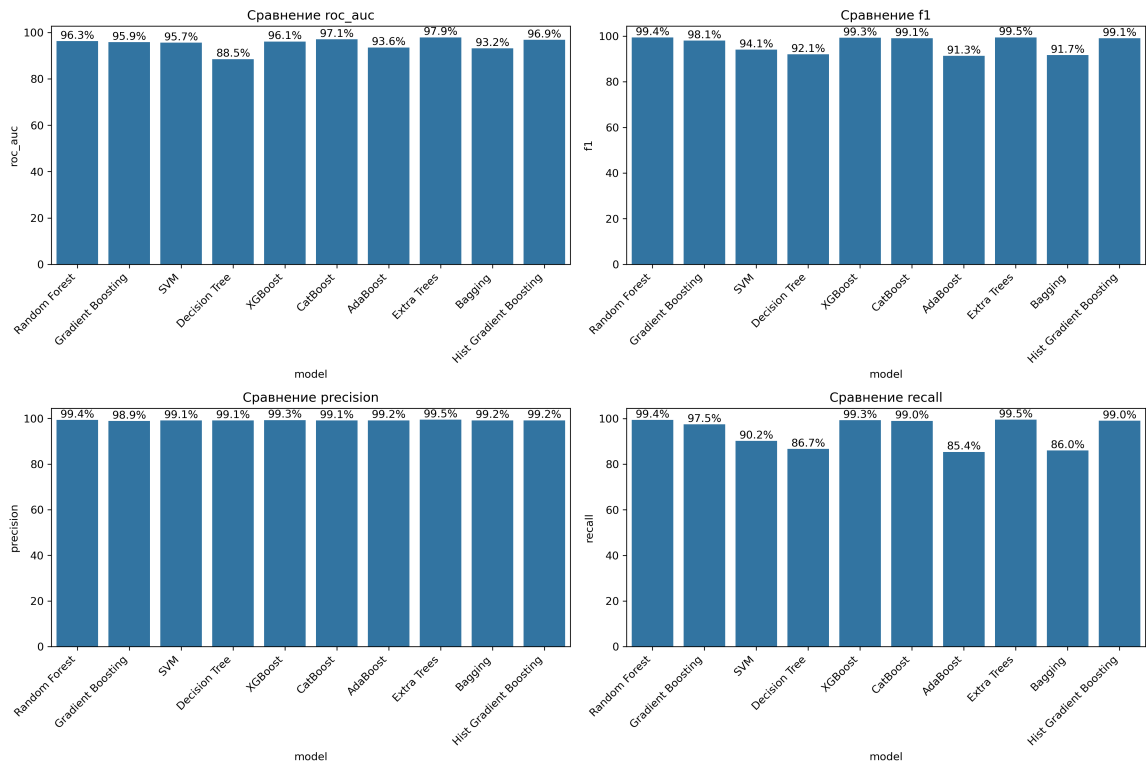 Сравнение roc_auc
roc_auc
100
80
60
40
20
0
96.3% 95.9% 95.7% 88.5% 96.1% 97.1% 93.6% 97.9% 93.2% 96.9%
Random Forest
Gradient Boosting
SVM
Decision Tree
XGBoost
CatBoost
AdaBoost
Extra Trees
Bagging
Hist Gradient Boosting
model
Сравнение f1
f1
100
80
60
40
20
0
99.4% 98.1% 94.1% 92.1% 99.3% 99.1% 91.3% 99.5% 91.7% 99.1%
Random Forest
Gradient Boosting
SVM
Decision Tree
XGBoost
CatBoost
AdaBoost
Extra Trees
Bagging
Hist Gradient Boosting
model
Сравнение precision
precision
100
80
60
40
20
0
99.4% 98.9% 99.1% 99.1% 99.3% 99.1% 99.2% 99.5% 99.2% 99.2%
Random Forest
Gradient Boosting
SVM
Decision Tree
XGBoost
CatBoost
AdaBoost
Extra Trees
Bagging
Hist Gradient Boosting
model
Сравнение recall
recall
100
80
60
40
20
0
99.4% 97.5% 90.2% 86.7% 99.3% 99.0% 85.4% 99.5% 86.0% 99.0%
Random Forest
Gradient Boosting
SVM
Decision Tree
XGBoost
CatBoost
AdaBoost
Extra Trees
Bagging
Hist Gradient Boosting
model